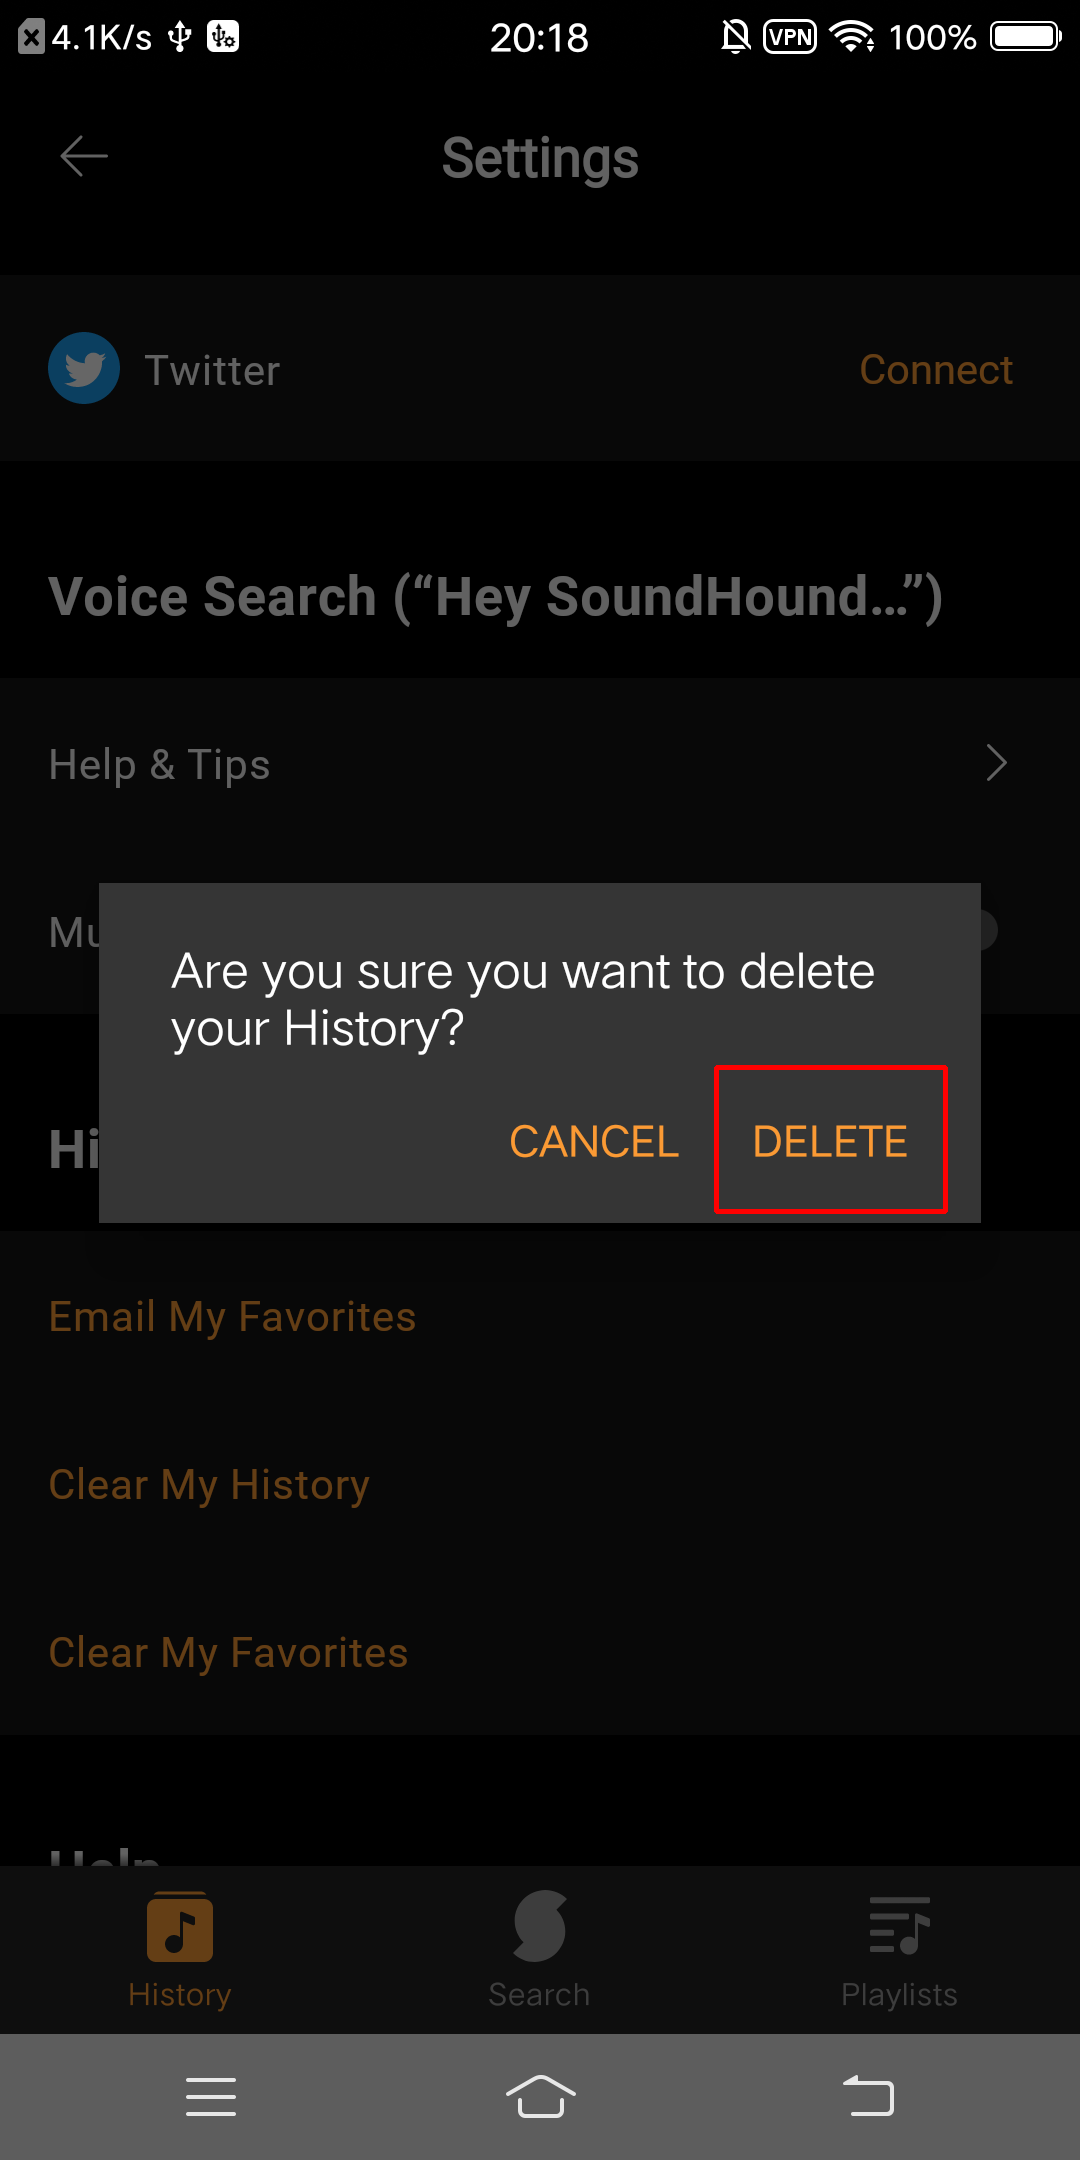 4.1K/s
20:18
VPN
100%
Settings
Twitter
Connect
Voice Search (“Hey SoundHound…”)
Help & Tips
Mu
Are you sure you want to delete
your History?
CANCEL
DELETE
Hi
Email My Favorites
Clear My History
Clear My Favorites
Help
History
Search
Playlists